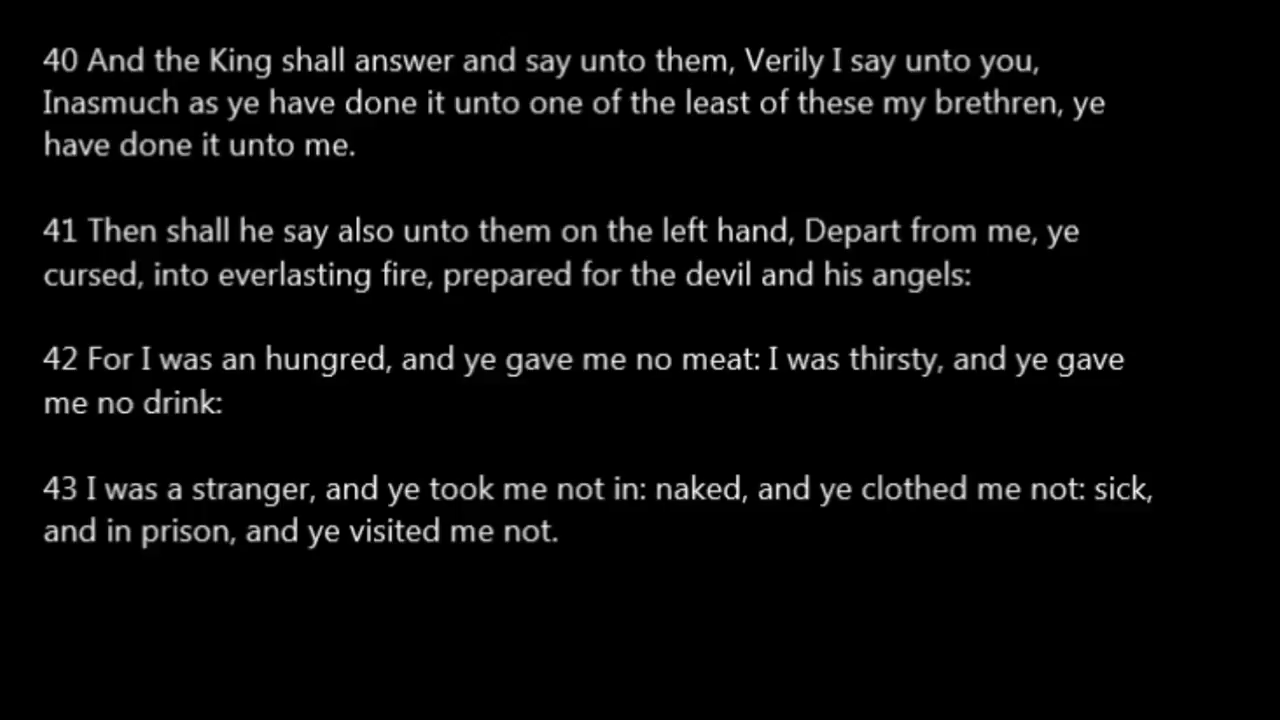 40 And the King shall answer and say unto them, Verily I say unto you,
Inasmuch as ye have done it unto one of the least of these my brethren, ye
have done it unto me.
41 Then shall he say also unto them on the left hand, Depart from me, ye
cursed, into everlasting fire, prepared for the devil and his angels:
42 For I was an hungred, and ye gave me no meat: I was thirsty, and ye gave
me no drink:
43 I was a stranger, and ye took me not in: naked, and ye clothed me not: sick,
and in prison, and ye visited me not.